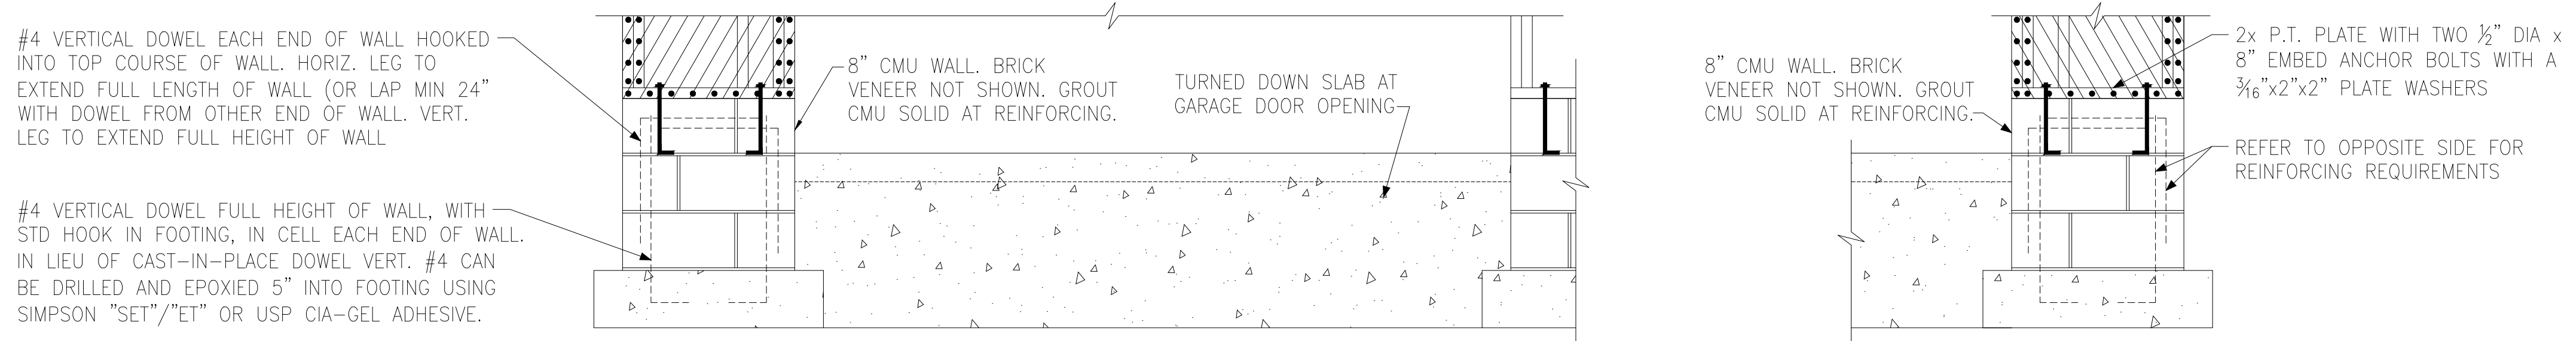 #4 VERTICAL DOWEL EACH END OF WALL HOOKED
INTO TOP COURSE OF WALL. HORIZ. LEG TO
EXTEND FULL LENGTH OF WALL (OR LAP MIN 24"
WITH DOWEL FROM OTHER END OF WALL. VERT.
LEG TO EXTEND FULL HEIGHT OF WALL
#4 VERTICAL DOWEL FULL HEIGHT OF WALL, WITH
STD HOOK IN FOOTING, IN CELL EACH END OF WALL.
IN LIEU OF CAST-IN-PLACE DOWEL VERT. #4 CAN
BE DRILLED AND EPOXIED 5" INTO FOOTING USING
SIMPSON "SET"/"ET" OR USP CIA-GEL ADHESIVE.
8" CMU WALL. BRICK
VENEER NOT SHOWN. GROUT
CMU SOLID AT REINFORCING.
TURNED DOWN SLAB AT
GARAGE DOOR OPENING
8" CMU WALL. BRICK
VENEER NOT SHOWN. GROUT
CMU SOLID AT REINFORCING.
2x P.T. PLATE WITH TWO ½" DIA x
8" EMBED ANCHOR BOLTS WITH A
3/16"x2"x2" PLATE WASHERS
REFER TO OPPOSITE SIDE FOR
REINFORCING REQUIREMENTS